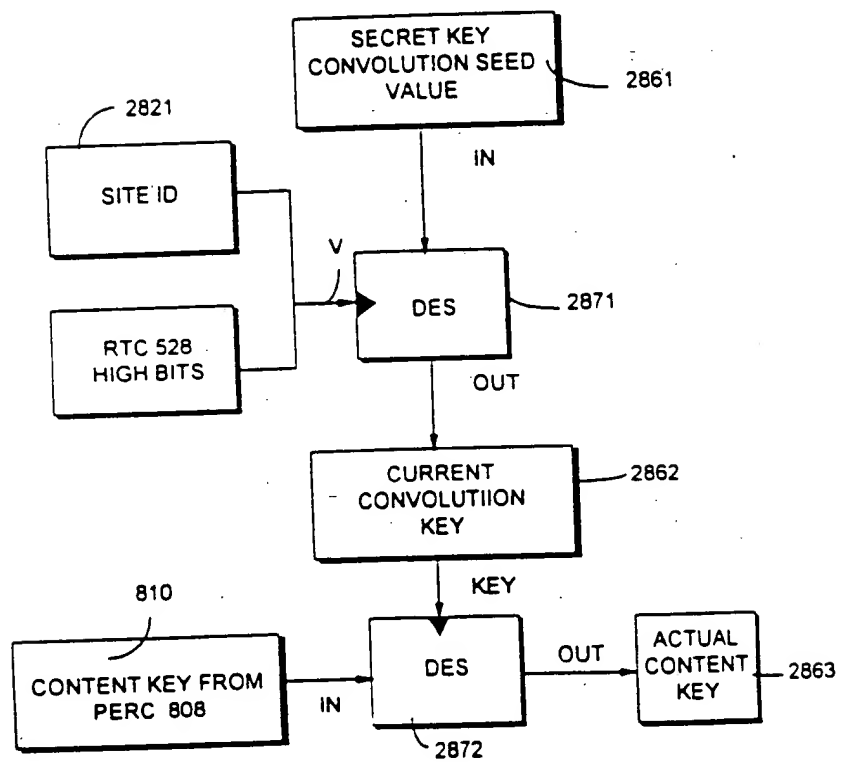 SECRET KEY
CONVOLUTION SEED
VALUE
2861
2821
IN
SITE ID
V
DES
2871
RTC 528
HIGH BITS
OUT
CURRENT
CONVOLUTIION
KEY
2862
KEY
810
CONTENT KEY FROM
PERC 808
IN
DES
OUT
ACTUAL
CONTENT
KEY
2863
2872